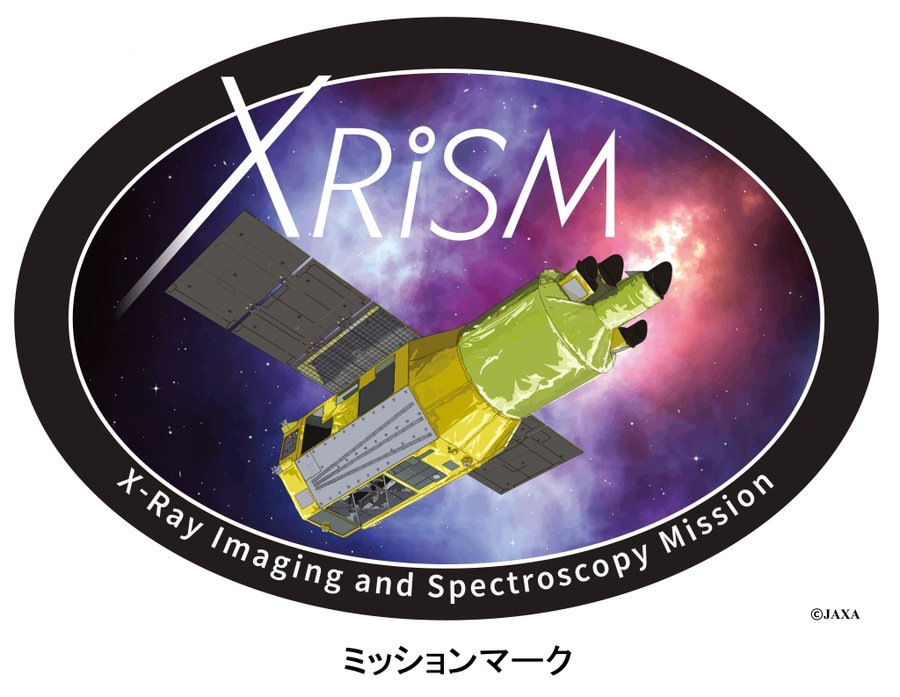 XRiSM
X-Ray Imaging and Spectroscopy Mission
©JAXA
ミッションマーク